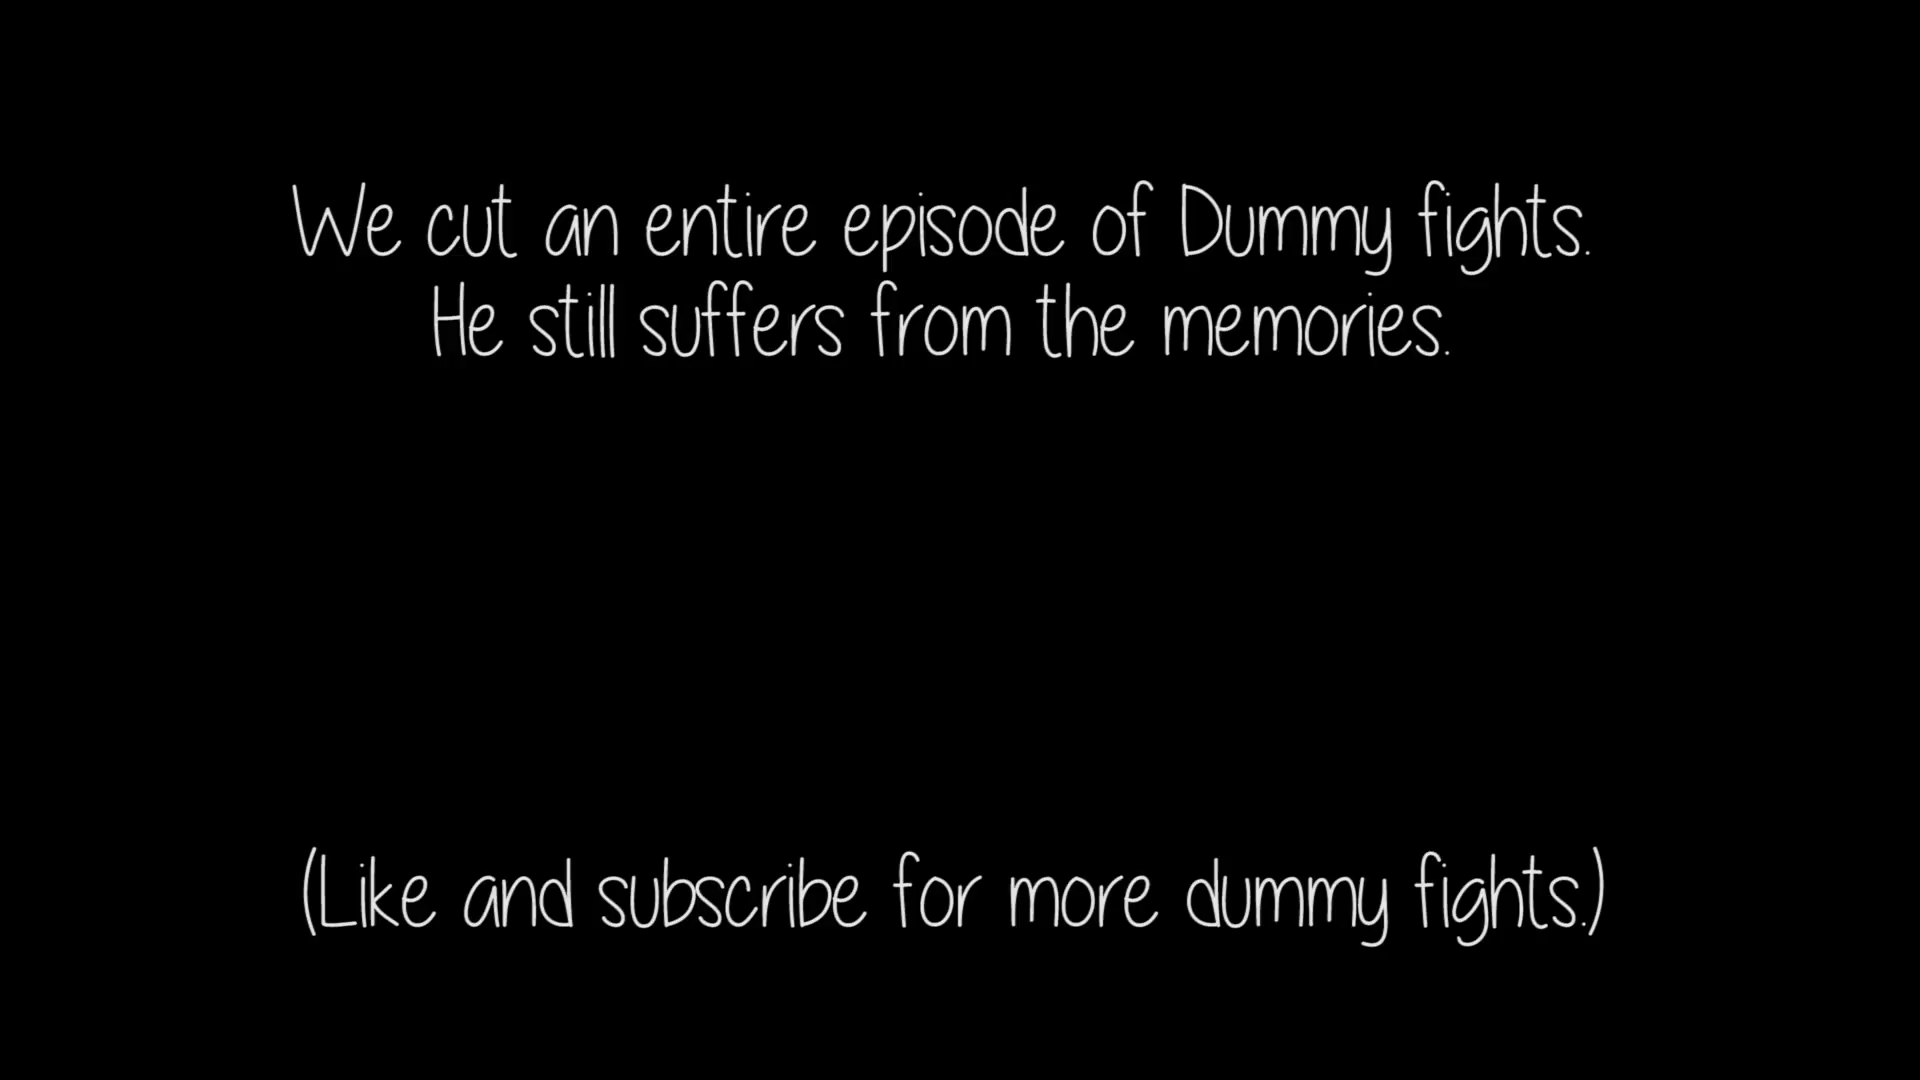 We cut an entire episode of Dummy fights.
He still suffers from the memories.
(Like and subscribe for more dummy fights.)